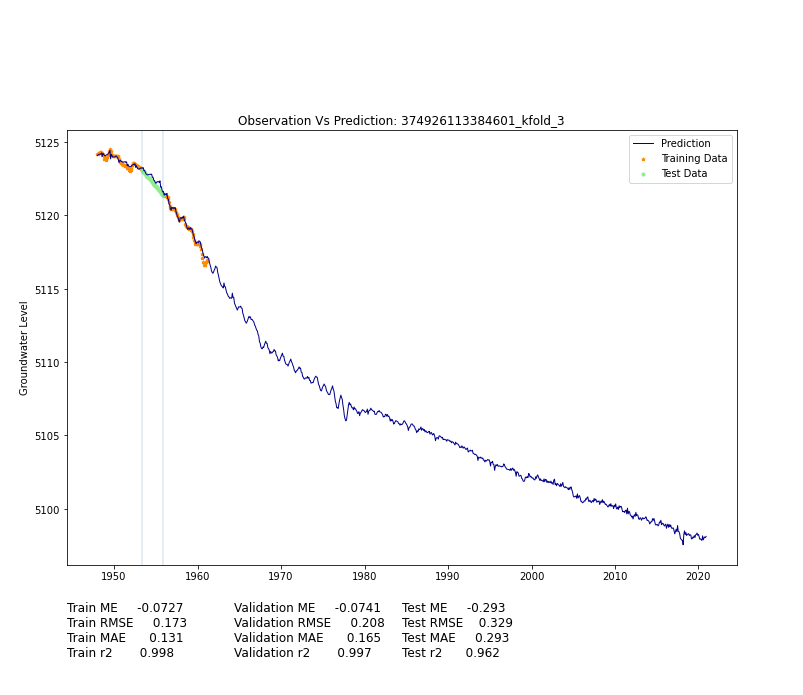 Observation Vs Prediction: 374926113384601_kfold_3
Prediction
Training Data
Test Data
Groundwater Level
5125
5120
5115
5110
5105
5100
1950 1960 1970 1980 1990 2000 2010 2020
Train ME -0.0727 Validation ME -0.0741 Test ME -0.293
Train RMSE 0.173 Validation RMSE 0.208 Test RMSE 0.329
Train MAE 0.131 Validation MAE 0.165 Test MAE 0.293
Train r2 0.998 Validation r2 0.997 Test r2 0.962